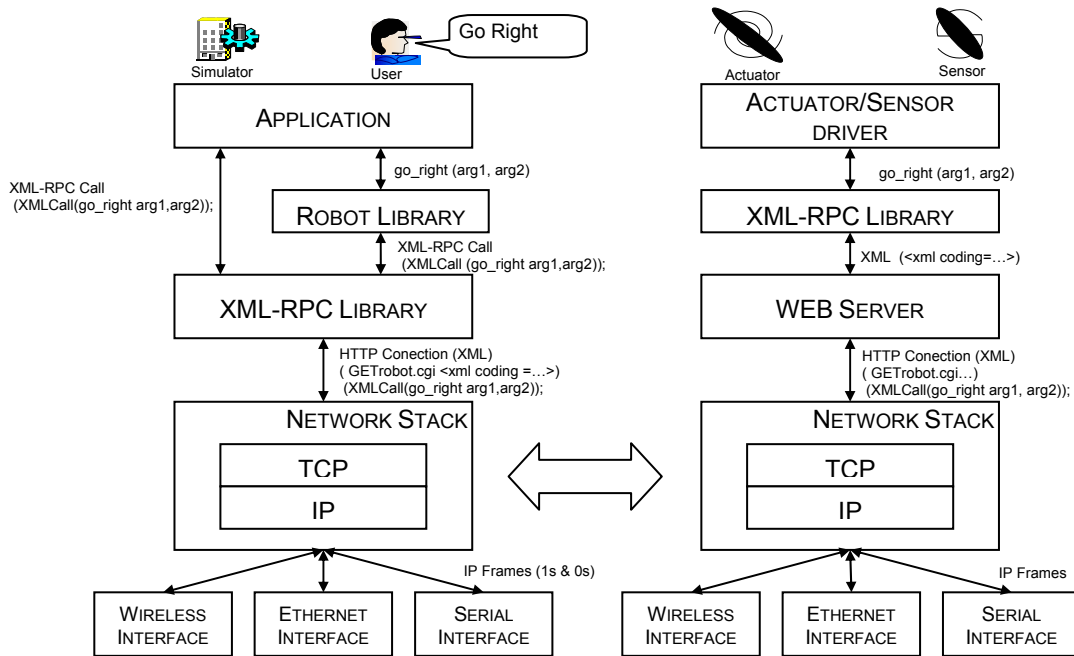 Go Right
Simulator
User
Actuator
Sensor
APPLICATION
ACTUATOR/SENSOR
DRIVER
XML-RPC Call
(XMLCall(go_right arg1,arg2));
go_right (arg1, arg2)
go_right (arg1, arg2)
ROBOT LIBRARY
XML-RPC LIBRARY
XML-RPC Call
(XMLCall (go_right arg1,arg2));
XML (<xml coding=…>)
XML-RPC LIBRARY
WEB SERVER
HTTP Conection (XML)
( GETrobot.cgi <xml coding =…>)
(XMLCall(go_right arg1,arg2));
HTTP Conection (XML)
( GETrobot.cgi…)
(XMLCall(go_right arg1, arg2));
NETWORK STACK
TCP
IP
NETWORK STACK
TCP
IP
IP Frames (1s & 0s)
IP Frames
WIRELESS
INTERFACE
ETHERNET
INTERFACE
SERIAL
INTERFACE
WIRELESS
INTERFACE
ETHERNET
INTERFACE
SERIAL
INTERFACE